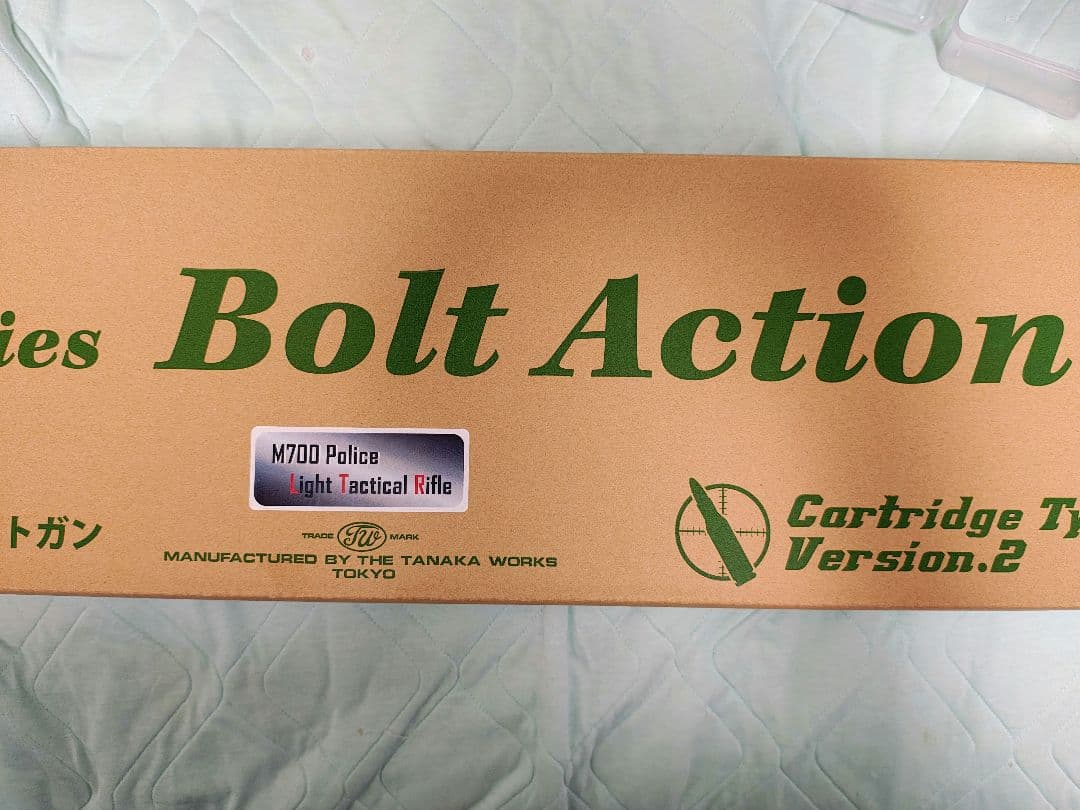 ies Bolt Action
M700 Police
Light Tactical Rifle
トガン
TRADE TW MARK
MANUFACTURED BY THE TANAKA WORKS
TOKYO
Cartridge Ty
Version.2